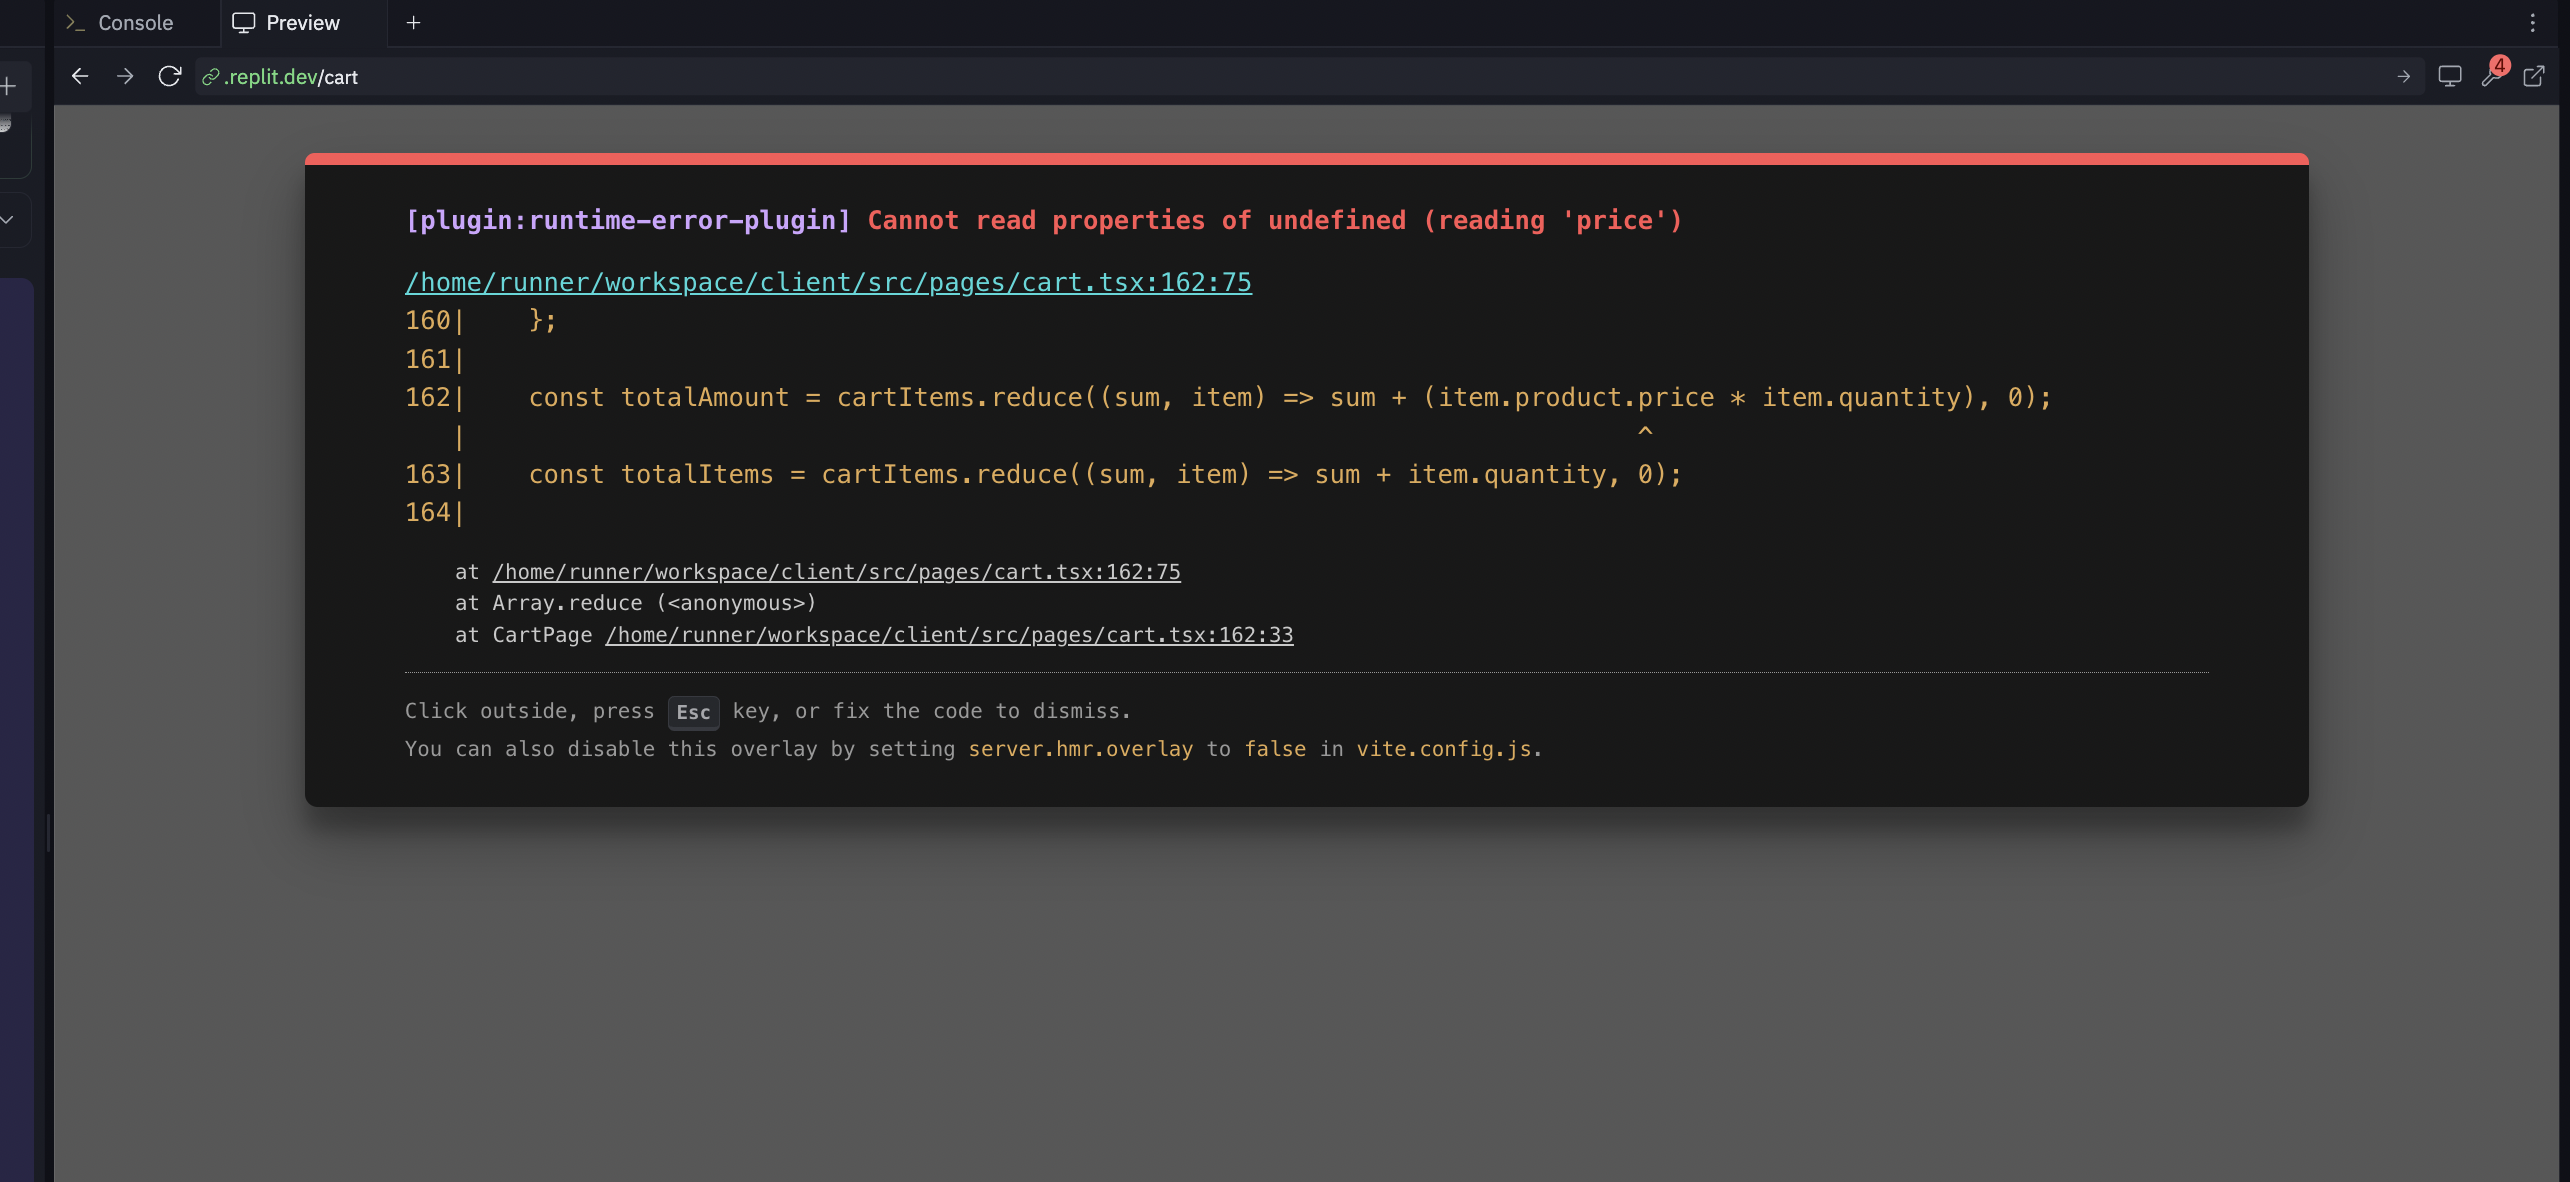 Console
Preview
.replit.dev/cart
4
[plugin:runtime-error-plugin] Cannot read properties of undefined (reading 'price')
/home/runner/workspace/client/src/pages/cart.tsx:162:75
160|    };
161|
162|    const totalAmount = cartItems.reduce((sum, item) => sum + (item.product.price * item.quantity), 0);
   |                                                                            ^
163|    const totalItems = cartItems.reduce((sum, item) => sum + item.quantity, 0);
164|
at /home/runner/workspace/client/src/pages/cart.tsx:162:75
at Array.reduce (<anonymous>)
at CartPage /home/runner/workspace/client/src/pages/cart.tsx:162:33
Click outside, press Esc key, or fix the code to dismiss.
You can also disable this overlay by setting server.hmr.overlay to false in vite.config.js.